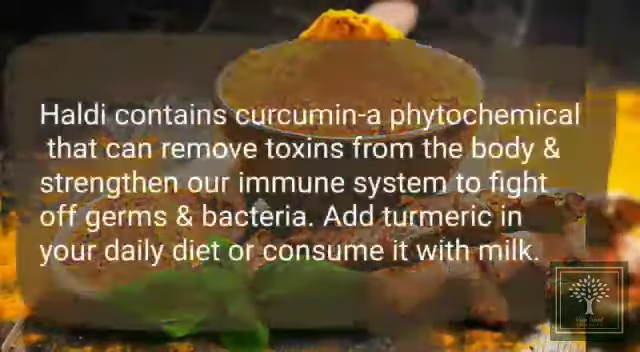 Haldi contains curcumin-a phytochemical
that can remove toxins from the body &
strengthen our immune system to fight
off germs & bacteria. Add turmeric in
your daily diet or consume it with milk.